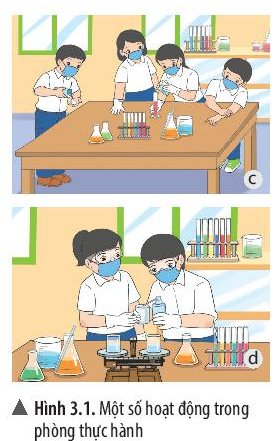 c
d
▲ Hình 3.1. Một số hoạt động trong
phòng thực hành